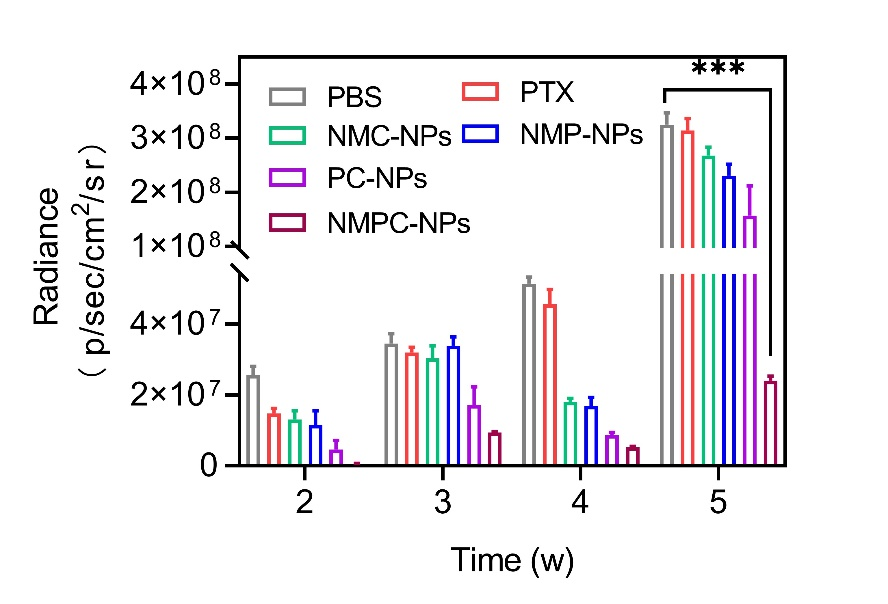 ***
4×10⁸
3×10⁸
2×10⁸
1×10⁸
4×10⁷
2×10⁷
0
Radiance
( p/sec/cm²/sr)
PBS
PTX
NMC-NPs
NMP-NPs
PC-NPs
NMPC-NPs
2 3 4 5
Time (w)